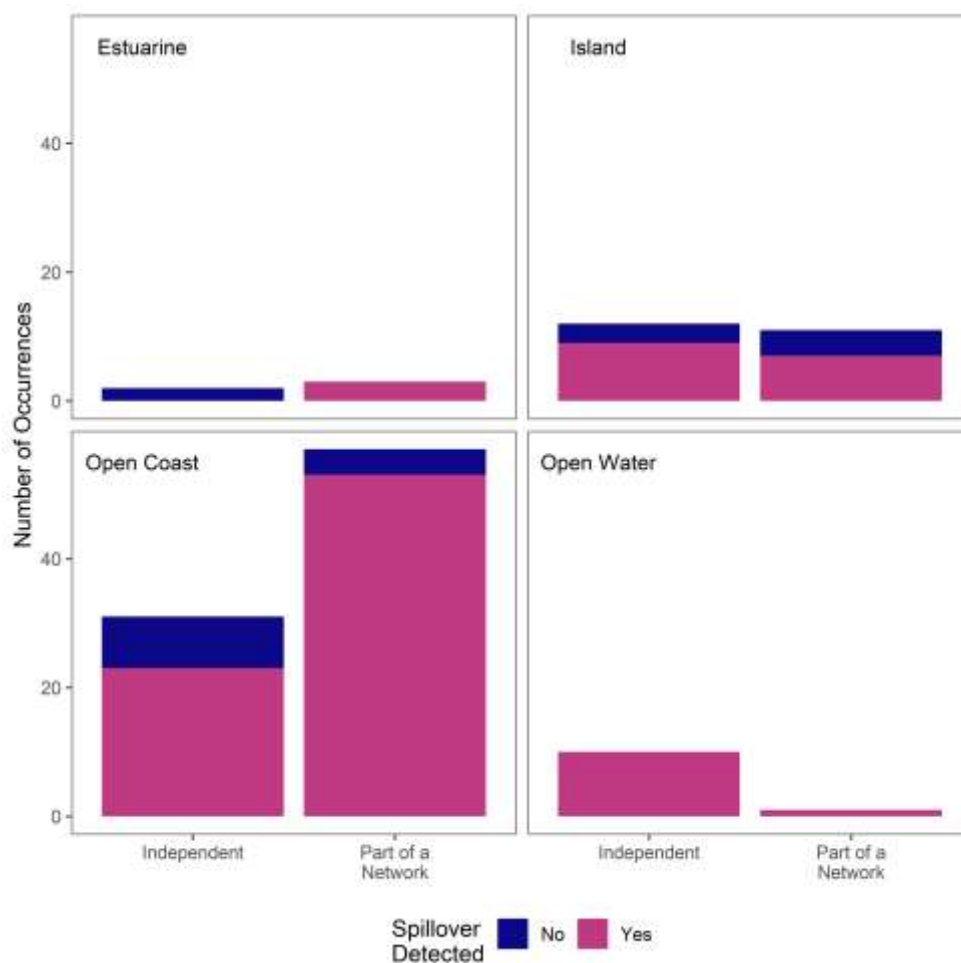 Estuarine
Island
40
20
0
Number of Occurrences
Open Coast
Open Water
40
20
0
Independent
Part of a
Network
Independent
Part of a
Network
Spillover
Detected
No
Yes